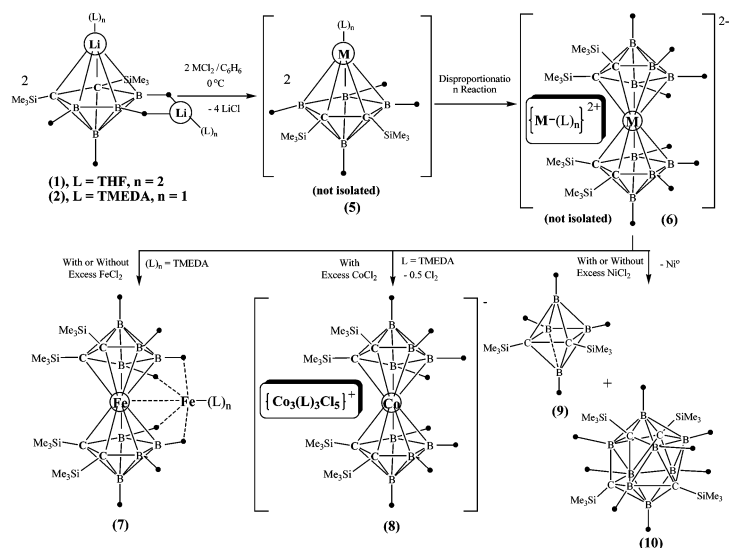 2
(L)n
Li
SiMe3
Me3Si
C
C
B
B
B
B
Li
(L)n
(1), L = THF, n = 2
(2), L = TMEDA, n = 1
2 MCl2/C6H6
0 °C
- 4 LiCl
2
(L)n
M
B
B
B
C
C
Me3Si
SiMe3
B
(not isolated)
(5)
Disproportionatio
n Reaction
{M-(L)n}2+
(not isolated)
2-
B
Me3Si
C
B
Me3Si
C
B
B
M
Me3Si
C
B
B
Me3Si
C
B
B
(6)
With or Without
Excess FeCl2
(L)n = TMEDA
With
Excess CoCl2
L = TMEDA
- 0.5 Cl2
With or Without
Excess NiCl2
- Nio
B
Me3Si
C
B
Me3Si
C
B
B
Fe
Fe-(L)n
Me3Si
C
B
B
Me3Si
C
B
B
(7)
{Co3(L)3Cl5}+
-
B
Me3Si
C
B
Me3Si
C
B
B
Co
Me3Si
C
B
B
Me3Si
C
B
B
(8)
B
B
B
Me3Si
C
C
SiMe3
B
(9)
+
Me3Si
B
SiMe3
C
C
B
B
B
B
B
B
Me3Si
C
C
SiMe3
B
(10)